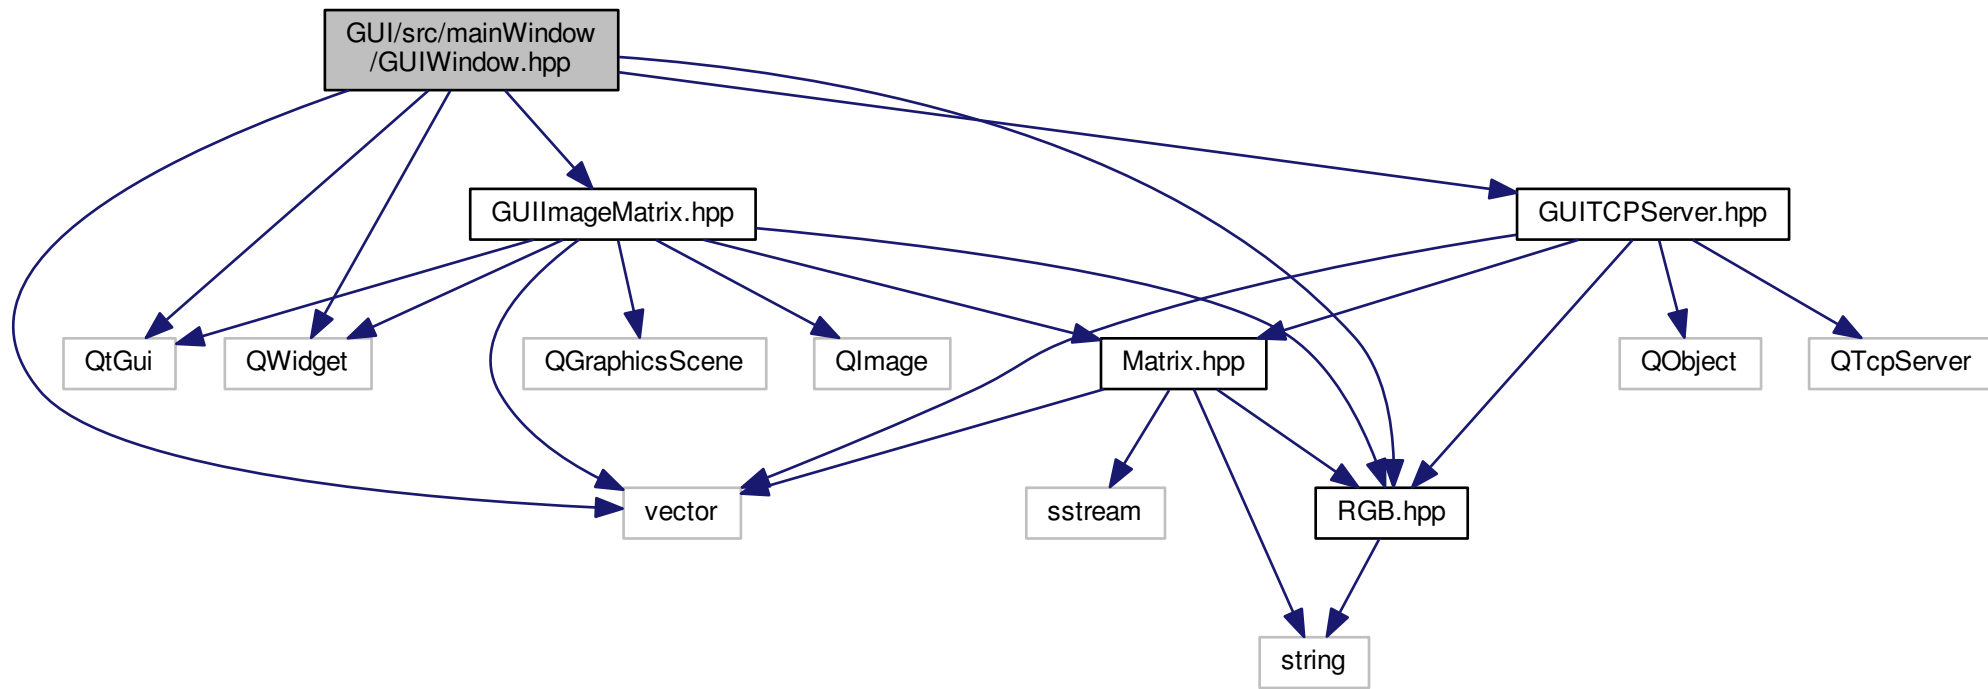 GUI/src/mainWindow
/GUIWindow.hpp
GUIImageMatrix.hpp
GUITCPServer.hpp
QtGui
QWidget
QGraphicsScene
QImage
Matrix.hpp
QObject
QTcpServer
vector
sstream
RGB.hpp
string